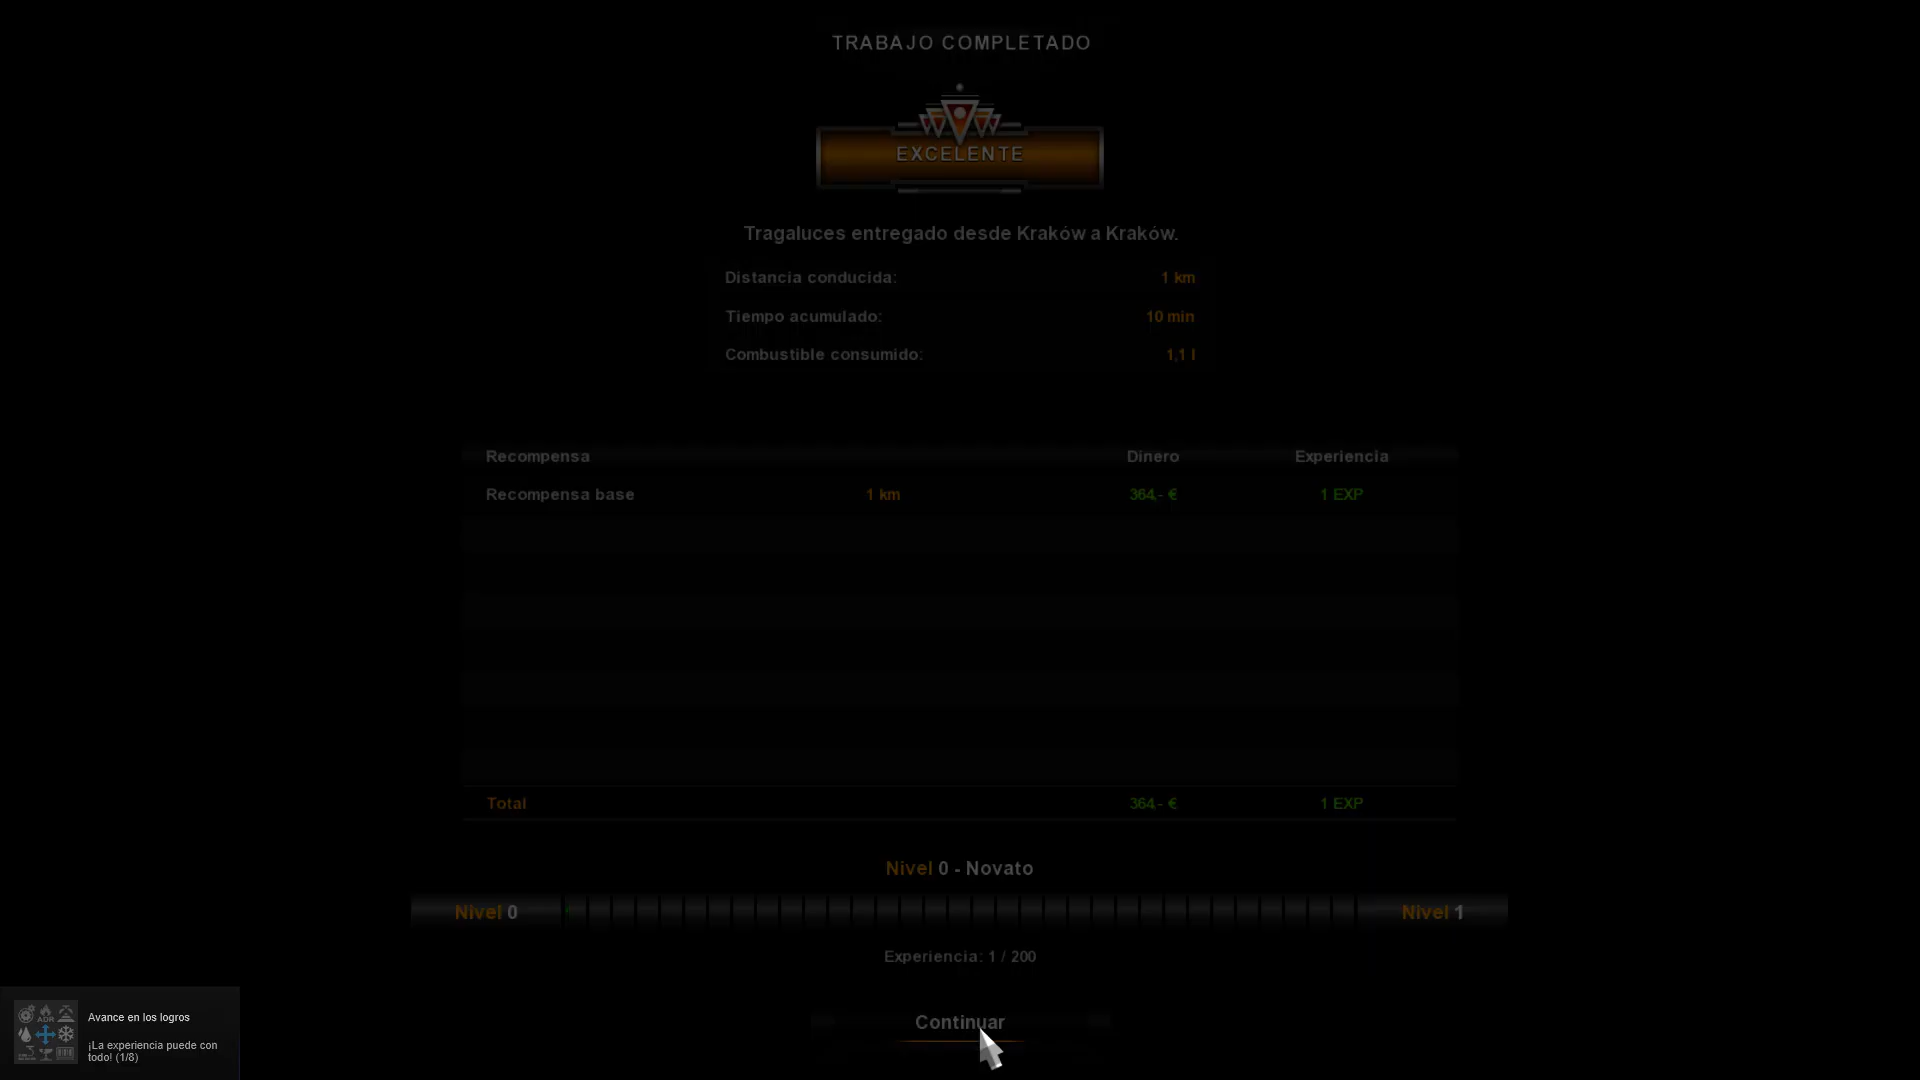 TRABAJO COMPLETADO
EXCELENTE
Tragaluces entregado desde Kraków a Kraków.
Distancia conducida: 1 km
Tiempo acumulado: 10 min
Combustible consumido: 1,1 l
Recompensa Dinero Experiencia
Recompensa base 1 km 364,- € 1 EXP
Total 364,- € 1 EXP
Nivel 0 - Novato
Nivel 0 Nivel 1
Experiencia: 1 / 200
Continuar
ADR
Avance en los logros
¡La experiencia puede con
todo! (1/8)